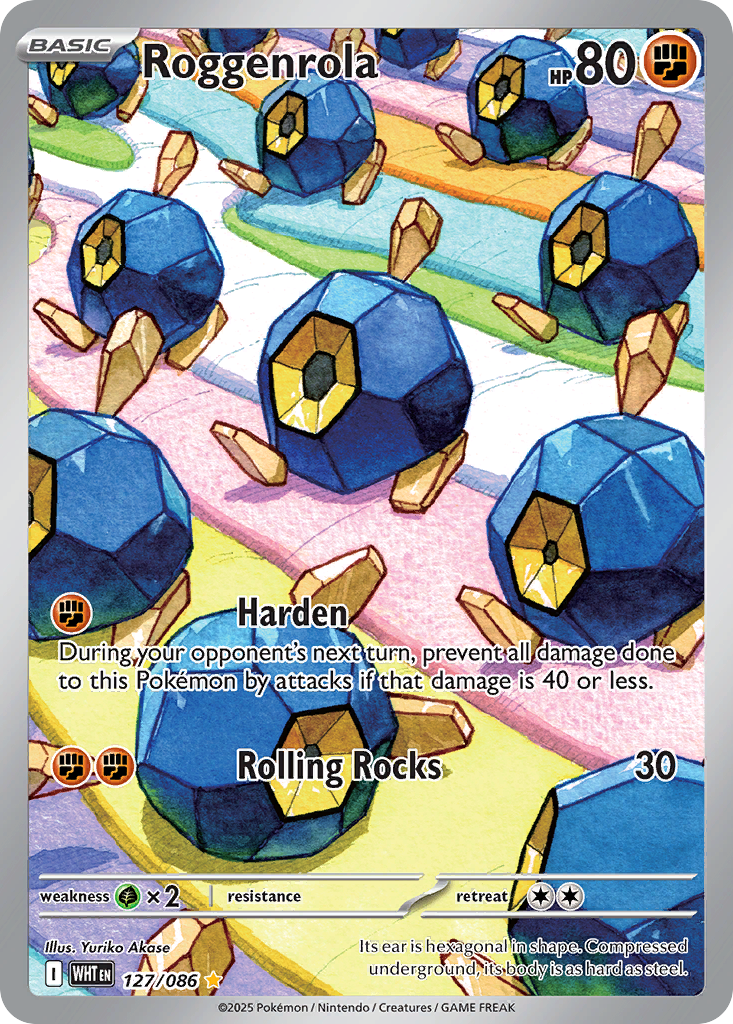 BASIC
Roggenrola
HP 80
Harden
During your opponent's next turn, prevent all damage done
to this Pokémon by attacks if that damage is 40 or less.
Rolling Rocks 30
weakness ×2 resistance retreat
Illus. Yuriko Akase
Its ear is hexagonal in shape. Compressed
underground, its body is as hard as steel.
I WHT EN 127/086
©2025 Pokémon / Nintendo / Creatures / GAME FREAK